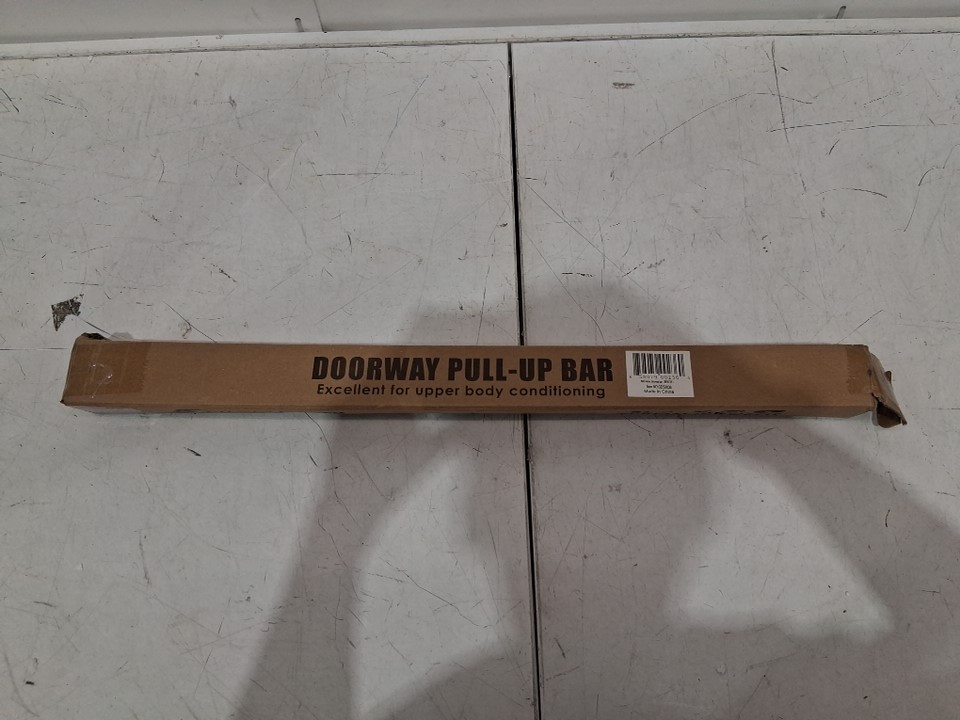 DOORWAY PULL-UP BAR
Excellent for upper body conditioning
Made in China